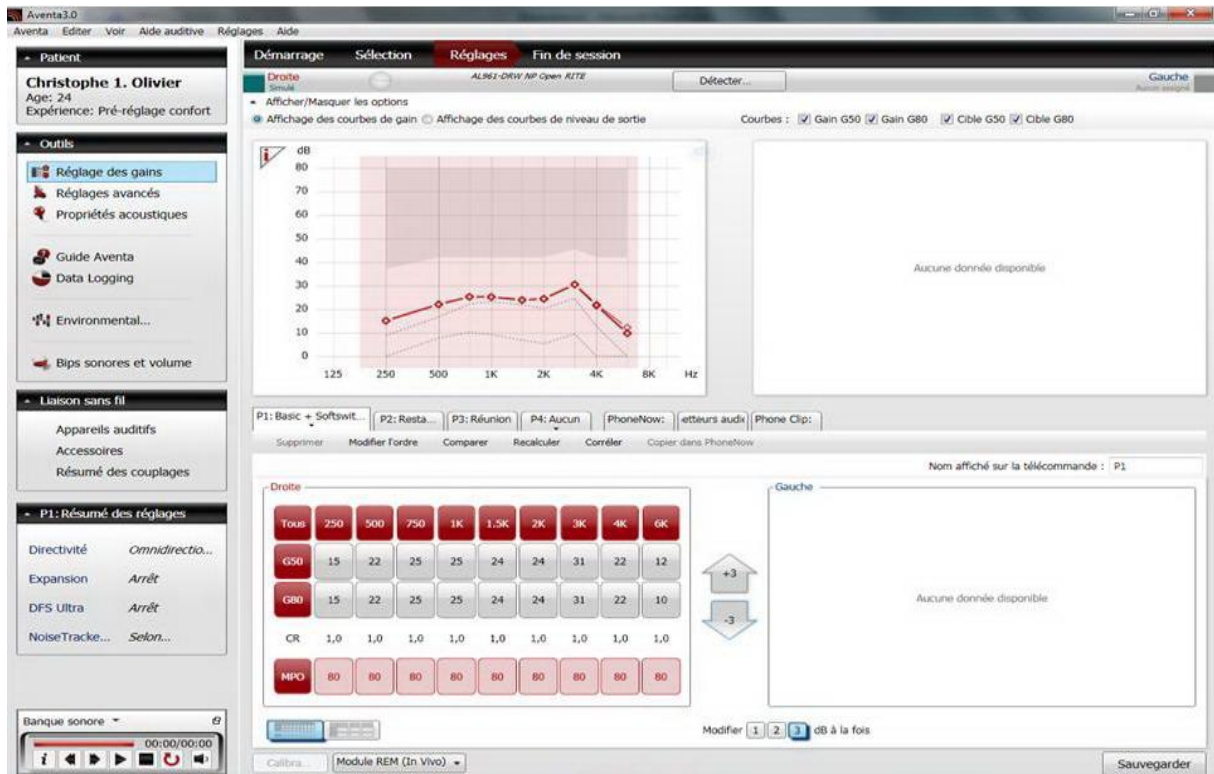 Aventa3.0
Aventa Editer Voir Aide auditive Réglages Aide
Patient
Christophe 1. Olivier
Age: 24
Expérience: Pré-réglage confort
Outils
Réglage des gains
Réglages avancés
Propriétés acoustiques
Guide Aventa
Data Logging
Environmental...
Bips sonores et volume
Liaison sans fil
Appareils auditifs
Accessoires
Résumé des couplages
P1: Résumé des réglages
Directivité Omnidirectio...
Expansion Arrêt
DFS Ultra Arrêt
NoiseTracke... Selon...
Banque sonore
00:00/00:00
Démarrage Sélection Réglages Fin de session
Droite
Simulé
AL961-DRW NP Open RITE
Détecter...
Gauche
Aucun assigné
Afficher/Masquer les options
Affichage des courbes de gain Affichage des courbes de niveau de sortie
Courbes : Gain G50 Gain G80 Cible G50 Cible G80
dB
80
70
60
50
40
30
20
10
0
125 250 500 1K 2K 4K 8K Hz
Aucune donnée disponible
P1: Basic + Softswit... P2: Resta... P3: Réunion P4: Aucun PhoneNow: etteurs audi Phone Clip:
Supprimer Modifier l'ordre Comparer Recalculer Corréler Copier dans PhoneNow
Nom affiché sur la télécommande : P1
Droite
Tous 250 500 750 1K 1.5K 2K 3K 4K 6K
G50 15 22 25 25 24 24 31 22 12
G80 15 22 25 25 24 24 31 22 10
CR 1,0 1,0 1,0 1,0 1,0 1,0 1,0 1,0 1,0
MPO 80 80 80 80 80 80 80 80 80
+3
-3
Gauche
Aucune donnée disponible
Modifier 1 2 3 dB à la fois
Calibra... Module REM (In Vivo)
Sauvegarder